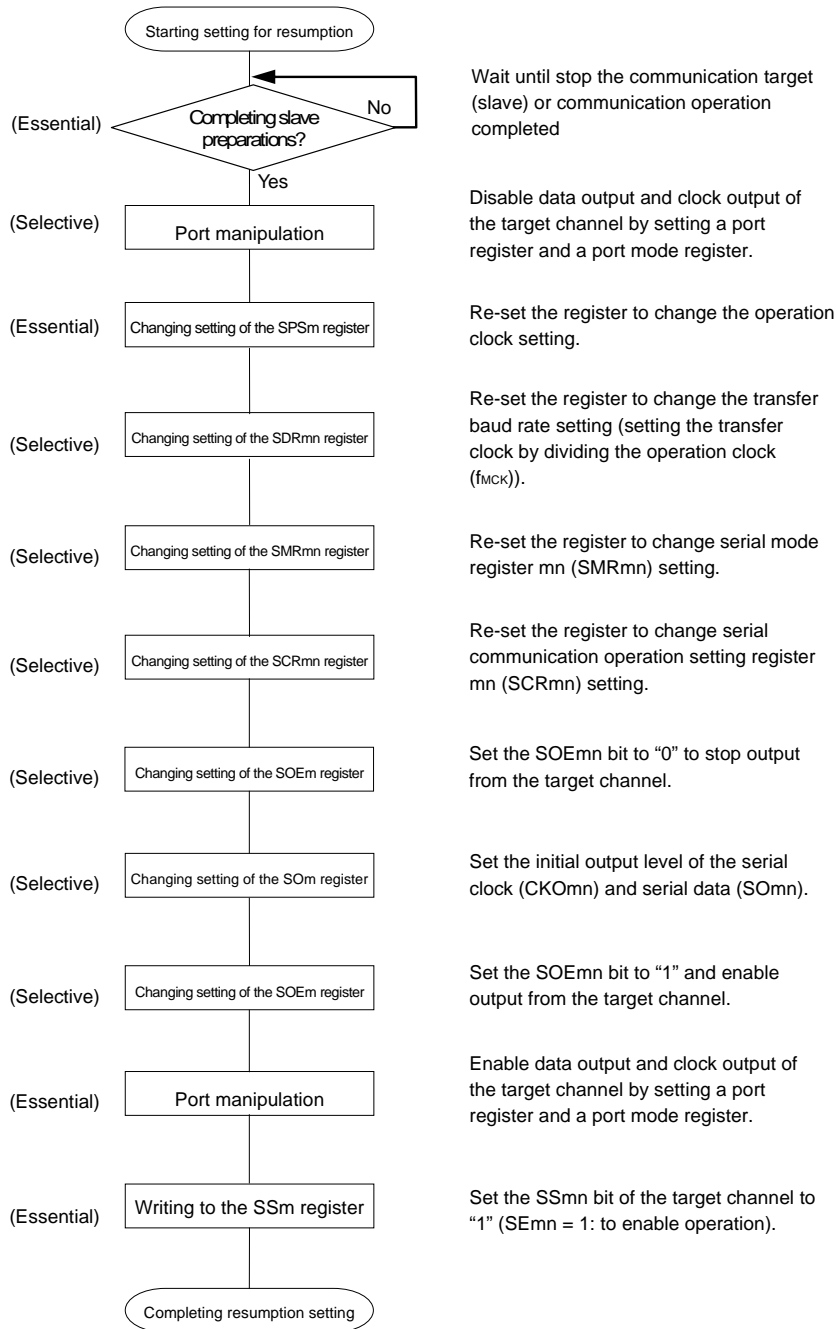 Starting setting for resumption
(Essential)
Completing slave
preparations?
No
Yes
Wait until stop the communication target
(slave) or communication operation
completed
(Selective)
Port manipulation
Disable data output and clock output of
the target channel by setting a port
register and a port mode register.
(Essential)
Changing setting of the SPSm register
Re-set the register to change the operation
clock setting.
(Selective)
Changing setting of the SDRmn register
Re-set the register to change the transfer
baud rate setting (setting the transfer
clock by dividing the operation clock
(fMCK)).
(Selective)
Changing setting of the SMRmn register
Re-set the register to change serial mode
register mn (SMRmn) setting.
(Selective)
Changing setting of the SCRmn register
Re-set the register to change serial
communication operation setting register
mn (SCRmn) setting.
(Selective)
Changing setting of the SOEm register
Set the SOEmn bit to “0” to stop output
from the target channel.
(Selective)
Changing setting of the SOm register
Set the initial output level of the serial
clock (CKOmn) and serial data (SOmn).
(Selective)
Changing setting of the SOEm register
Set the SOEmn bit to “1” and enable
output from the target channel.
(Essential)
Port manipulation
Enable data output and clock output of
the target channel by setting a port
register and a port mode register.
(Essential)
Writing to the SSm register
Set the SSmn bit of the target channel to
“1” (SEmn = 1: to enable operation).
Completing resumption setting